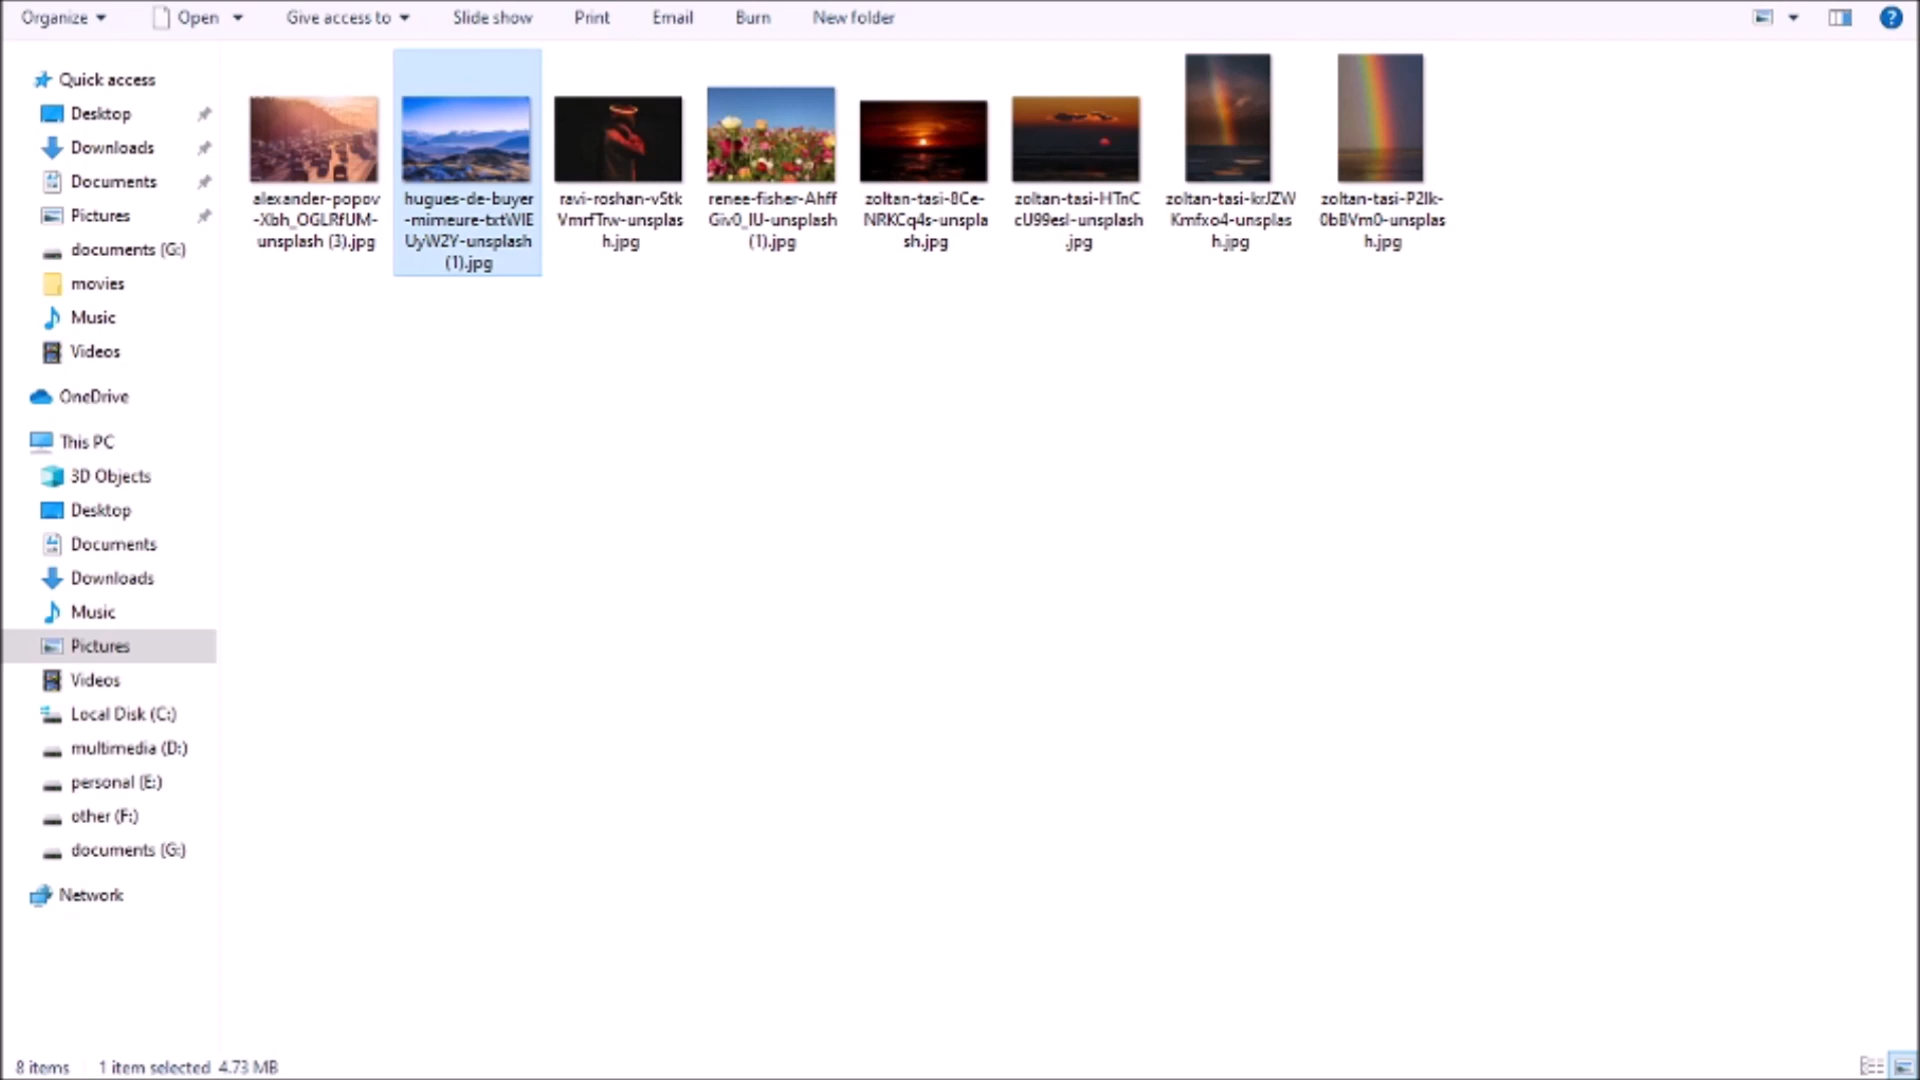 Organize Open Give access to Slide show Print Email Burn New folder
Quick access
Desktop
Downloads
Documents
Pictures
documents (G:)
movies
Music
Videos
OneDrive
This PC
3D Objects
Desktop
Documents
Downloads
Music
Pictures
Videos
Local Disk (C:)
multimedia (D:)
personal (E:)
other (F:)
documents (G:)
Network
alexander-popov
-Xbh_OGLRfUM-
unsplash (3).jpg
hugues-de-buyer
-mimeure-txtWIE
UyW2Y-unsplash
(1).jpg
ravi-roshan-vStk
VmrfTrw-unsplas
h.jpg
renee-fisher-Ahff
Giv0_IU-unsplash
(1).jpg
zoltan-tasi-8Ce-
NRKCq4s-unspla
sh.jpg
zoltan-tasi-HTnC
cU99esI-unsplash
.jpg
zoltan-tasi-krJZW
Kmfxo4-unsplas
h.jpg
zoltan-tasi-P2Ik-
0bBVm0-unsplas
h.jpg
8 items 1 item selected 4.73 MB